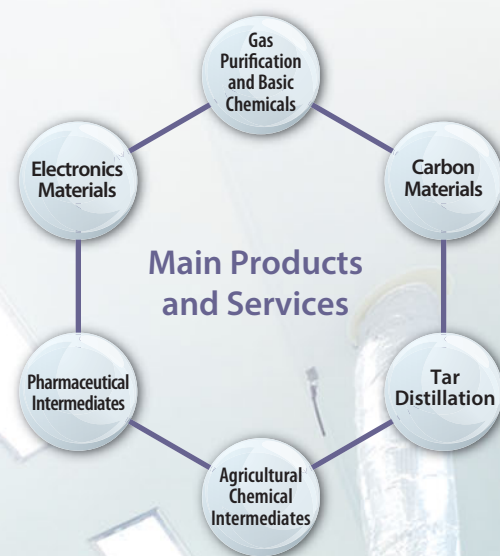 Gas
Purification
and Basic
Chemicals
Electronics
Materials
Carbon
Materials
Main Products
and Services
Pharmaceutical
Intermediates
Tar
Distillation
Agricultural
Chemical
Intermediates